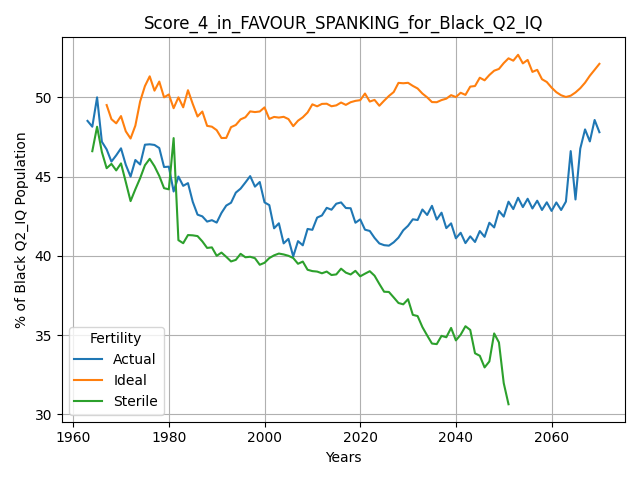 Score_4_in_FAVOUR_SPANKING_for_Black_Q2_IQ
% of Black Q2_IQ Population
50
45
40
35
30
Fertility
Actual
Ideal
Sterile
1960
1980
2000
2020
2040
2060
Years